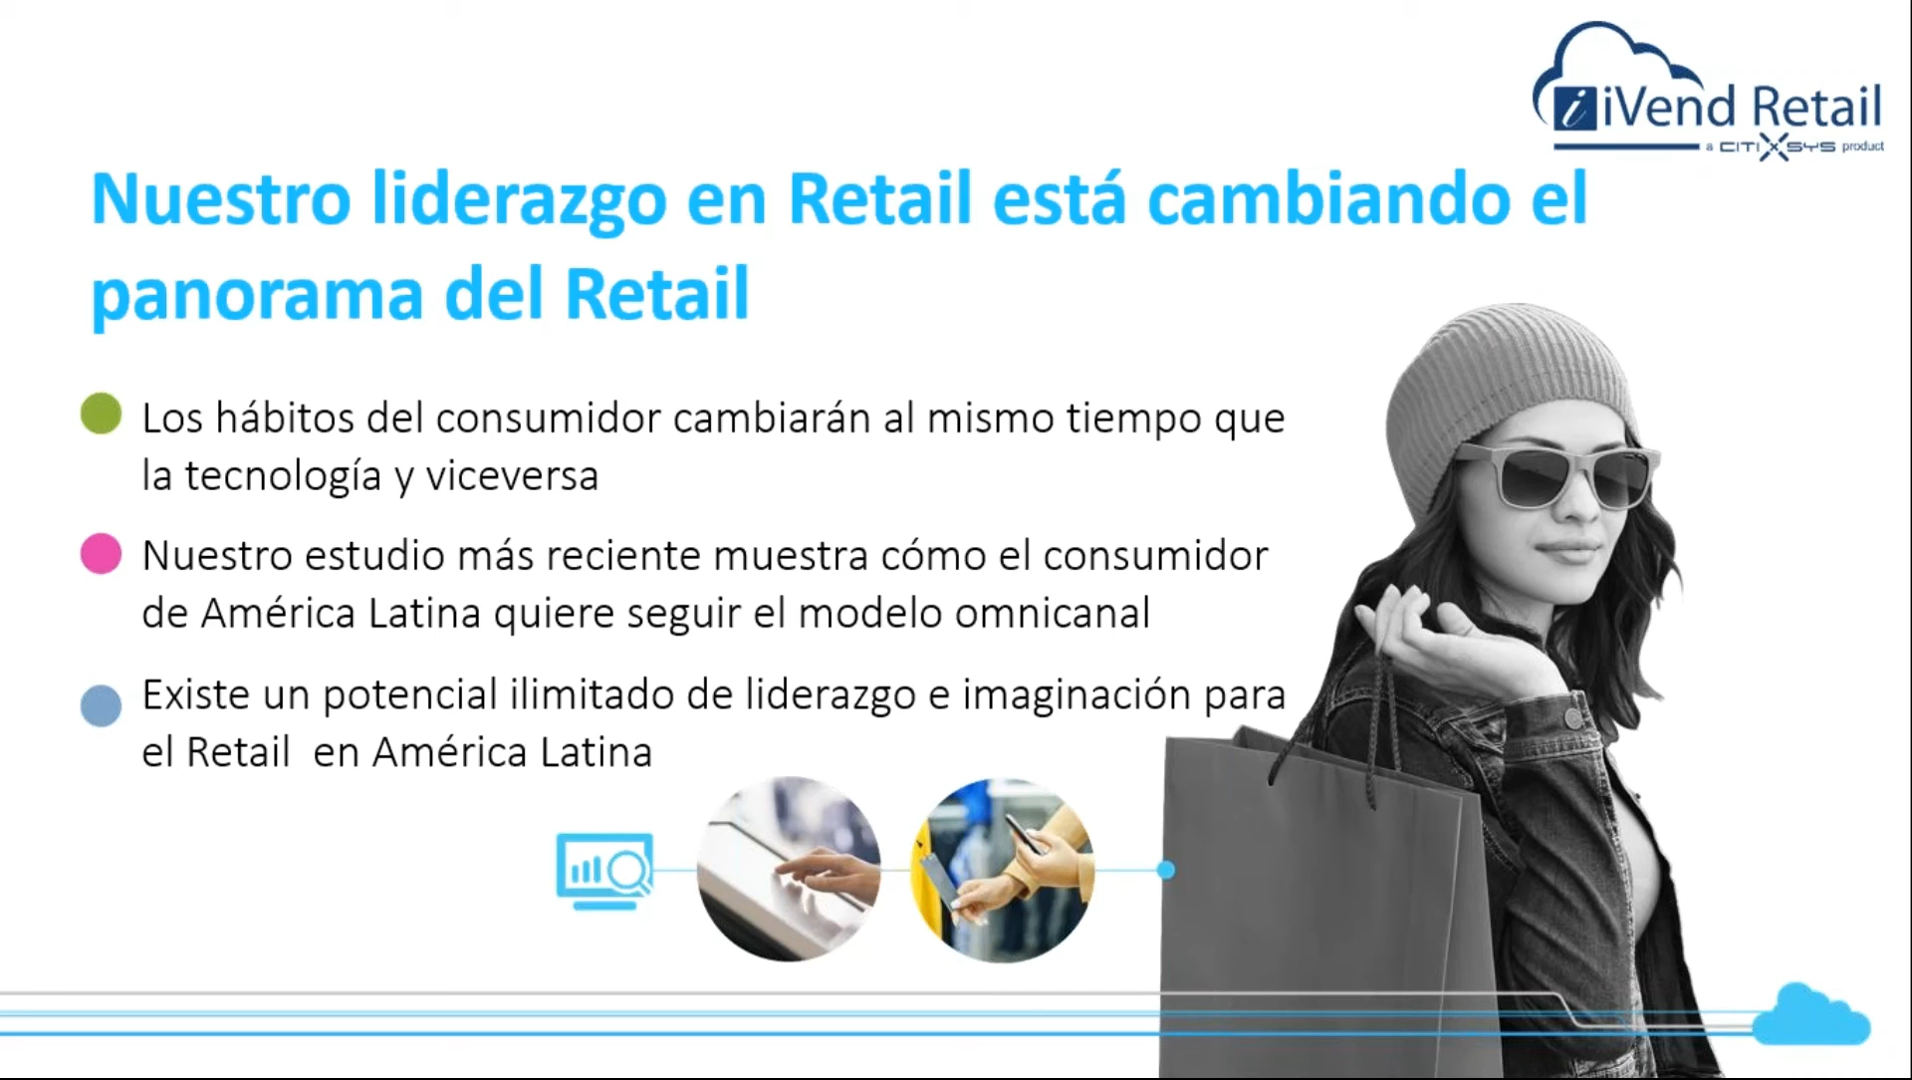 iVend Retail
a CITIXSYS product
Nuestro liderazgo en Retail está cambiando el
panorama del Retail
Los hábitos del consumidor cambiarán al mismo tiempo que
la tecnología y viceversa
Nuestro estudio más reciente muestra cómo el consumidor
de América Latina quiere seguir el modelo omnicanal
Existe un potencial ilimitado de liderazgo e imaginación para
el Retail  en América Latina